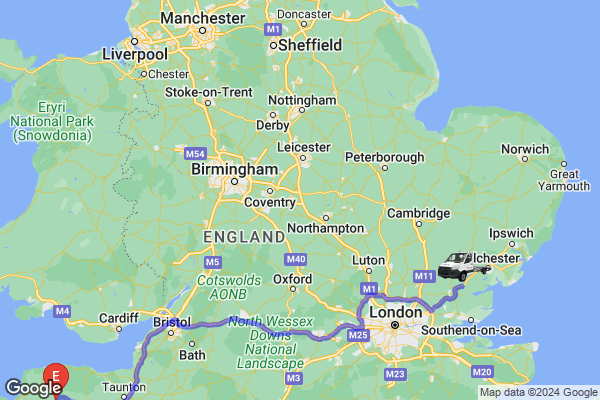 Doncaster
Manchester
M1
Liverpool
Sheffield
Chester
Stoke-on-Trent
Eryri
National Park
(Snowdonia)
Nottingham
Derby
M54
Leicester
Peterborough
Norwich
Birmingham
Great
Yarmouth
Coventry
Northampton
Cambridge
ENGLAND
Ipswich
lchester
M5
M40
Luton
M11
Cotswolds
AONB
Oxford
M1
M4
Cardiff
Bristol
North Wessex
Downs
National
Landscape
London
Southend-on-Sea
M25
Bath
M3
M20
M23
E
Taunton
Google
Map data ©2024 Google